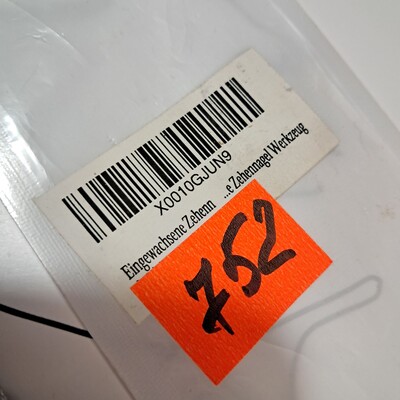 X0010GJUN9
Eingewachsene Zehenn ...e Zehennagel Werkzeug
752